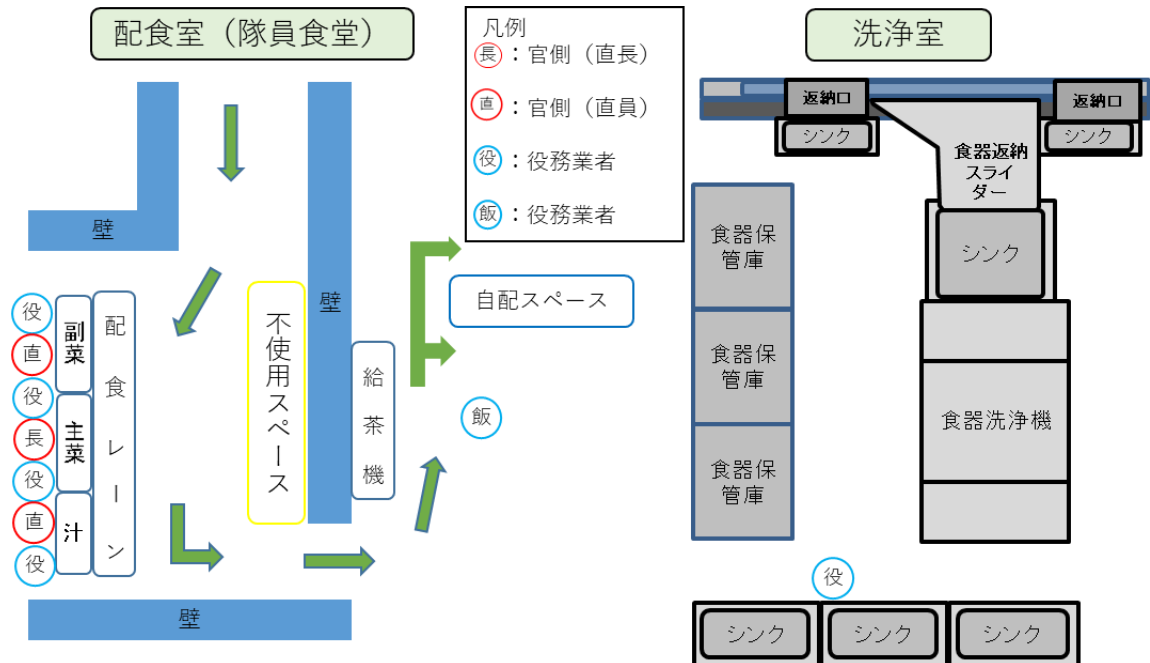 配食室（隊員食堂）
凡例
長：官側（直長）
直：官側（直員）
役：役務業者
飯：役務業者
洗浄室
壁
役
直
役
長
役
直
役
副菜
主菜
汁
配食レーン
不使用スペース
壁
給茶機
自配スペース
飯
壁
返納口
返納口
シンク
シンク
食器返納
スライ
ダー
シンク
食器保
管庫
食器保
管庫
食器保
管庫
食器洗浄機
役
シンク
シンク
シンク